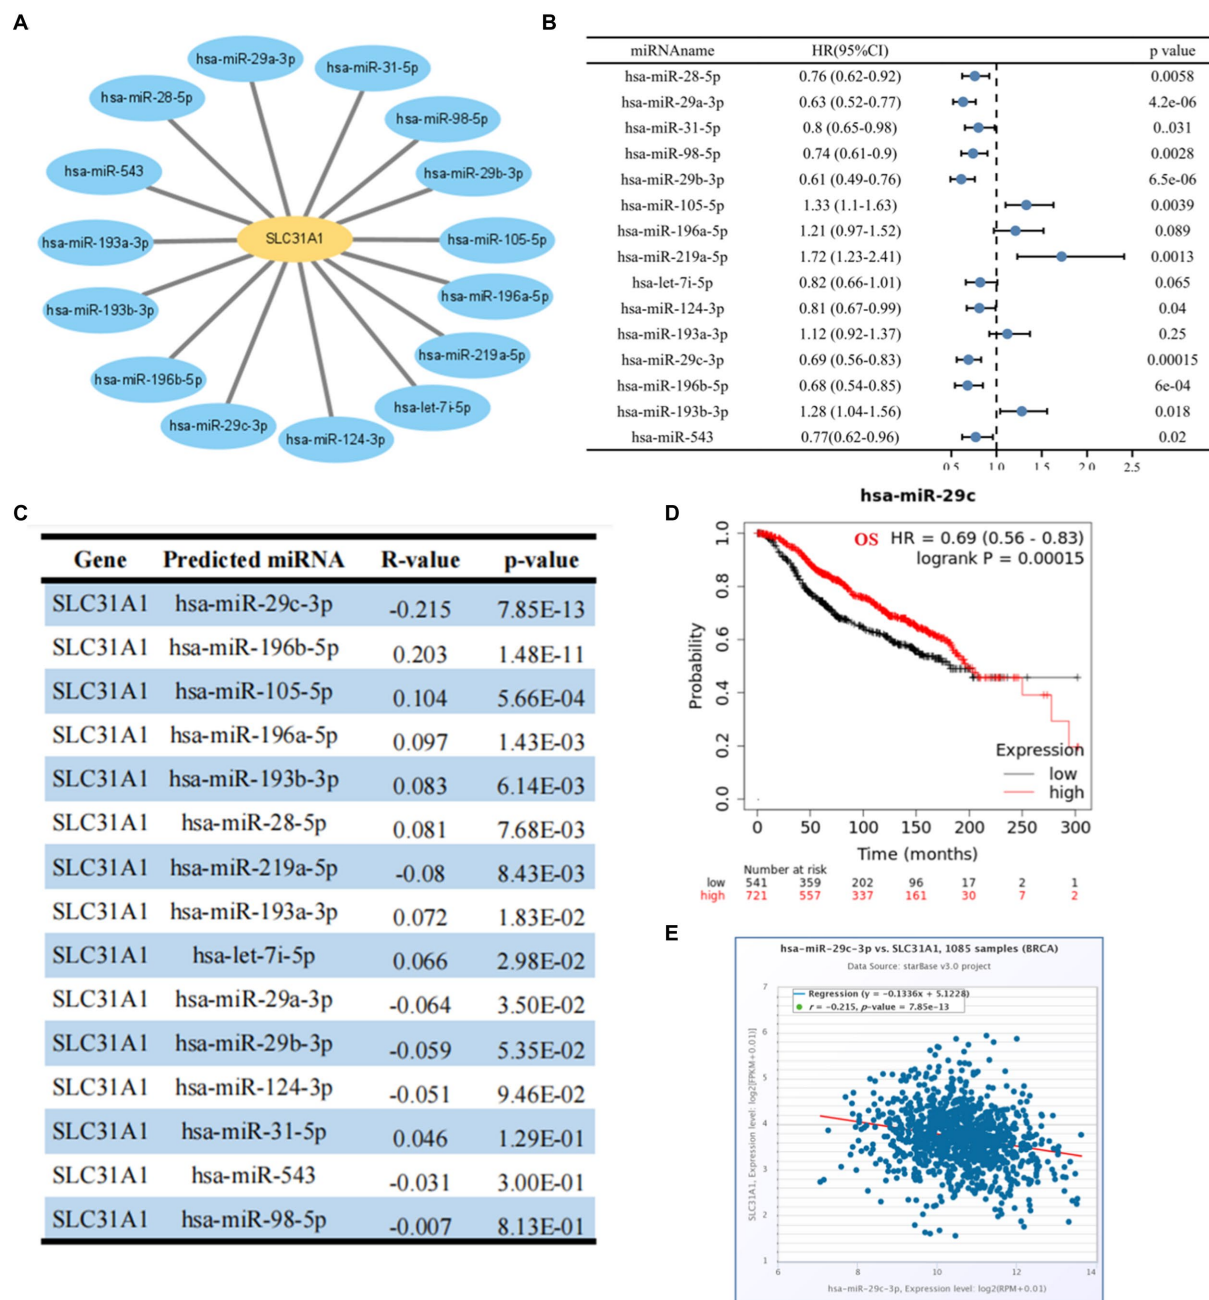 A
hsa-miR-29a-3p
hsa-miR-31-5p
hsa-miR-28-5p
hsa-miR-98-5p
hsa-miR-543
hsa-miR-29b-3p
hsa-miR-193a-3p
SLC31A1
hsa-miR-105-5p
hsa-miR-193b-3p
hsa-miR-196a-5p
hsa-miR-219a-5p
hsa-miR-196b-5p
hsa-let-7i-5p
hsa-miR-29c-3p
hsa-miR-124-3p
B
miRNAname HR(95%CI) p value
hsa-miR-28-5p 0.76 (0.62-0.92) 0.0058
hsa-miR-29a-3p 0.63 (0.52-0.77) 4.2e-06
hsa-miR-31-5p 0.8 (0.65-0.98) 0..031
hsa-miR-98-5p 0.74 (0.61-0.9) 0.0028
hsa-miR-29b-3p 0.61 (0.49-0.76) 6.5e-06
hsa-miR-105-5p 1.33 (1.1-1.63) 0.0039
hsa-miR-196a-5p 1.21 (0.97-1.52) 0.089
hsa-miR-219a-5p 1.72 (1.23-2.41) 0.0013
hsa-let-7i-5p 0.82 (0.66-1.01) 0.065
hsa-miR-124-3p 0.81 (0.67-0.99) 0.04
hsa-miR-193a-3p 1.12 (0.92-1.37) 0.25
hsa-miR-29c-3p 0.69 (0.56-0.83) 0.00015
hsa-miR-196b-5p 0.68 (0.54-0.85) 6e-04
hsa-miR-193b-3p 1.28 (1.04-1.56) 0.018
hsa-miR-543 0.77(0.62-0.96) 0.02
0.5 1.0 1.5 2.0 2.5
C
Gene Predicted miRNA R-value p-value
SLC31A1 hsa-miR-29c-3p -0.215 7.85E-13
SLC31A1 hsa-miR-196b-5p 0.203 1.48E-11
SLC31A1 hsa-miR-105-5p 0.104 5.66E-04
SLC31A1 hsa-miR-196a-5p 0.097 1.43E-03
SLC31A1 hsa-miR-193b-3p 0.083 6.14E-03
SLC31A1 hsa-miR-28-5p 0.081 7.68E-03
SLC31A1 hsa-miR-219a-5p -0.08 8.43E-03
SLC31A1 hsa-miR-193a-3p 0.072 1.83E-02
SLC31A1 hsa-let-7i-5p 0.066 2.98E-02
SLC31A1 hsa-miR-29a-3p -0.064 3.50E-02
SLC31A1 hsa-miR-29b-3p -0.059 5.35E-02
SLC31A1 hsa-miR-124-3p -0.051 9.46E-02
SLC31A1 hsa-miR-31-5p 0.046 1.29E-01
SLC31A1 hsa-miR-543 -0.031 3.00E-01
SLC31A1 hsa-miR-98-5p -0.007 8.13E-01
D
hsa-miR-29c
OS HR = 0.69 (0.56 - 0.83)
logrank P = 0.00015
Probability
1.0
0.8
0.6
0.4
0.2
0.0
Expression
low
high
0 50 100 150 200 250 300
Time (months)
Number at risk
low 541 359 202 96 17 2 1
high 721 557 337 161 30 7 2
E
hsa-miR-29c-3p vs. SLC31A1, 1085 samples (BRCA)
Data Source: starBase v3.0 project
Regression (y = −0.1336x + 5.1228)
r = −0.215, p-value = 7.85e-13
SLC31A1, Expression level: log2(FPKM+0.01)]
7
6
5
4
3
2
1
6 8 10 12 14
hsa-miR-29c-3p, Expression level: log2(RPM+0.01)